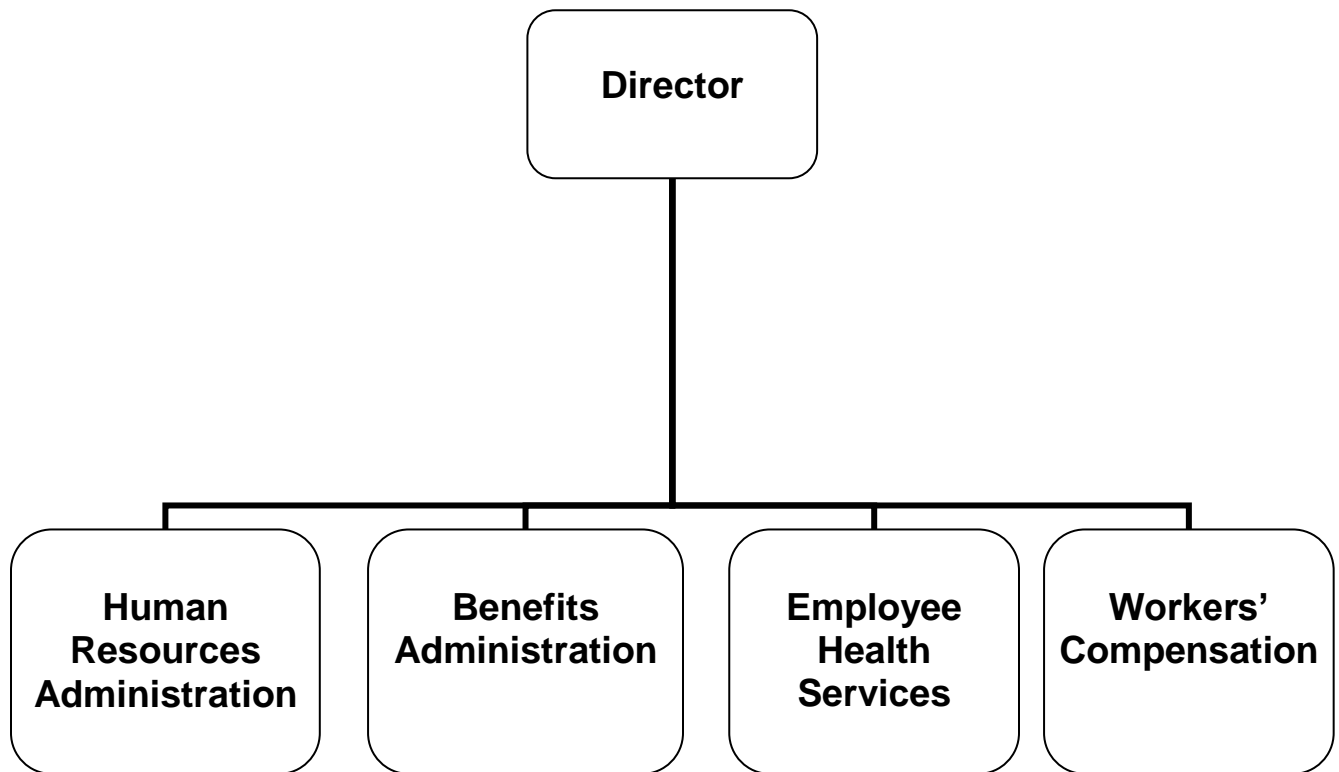 Director
Human
Resources
Administration
Benefits
Administration
Employee
Health
Services
Workers’
Compensation